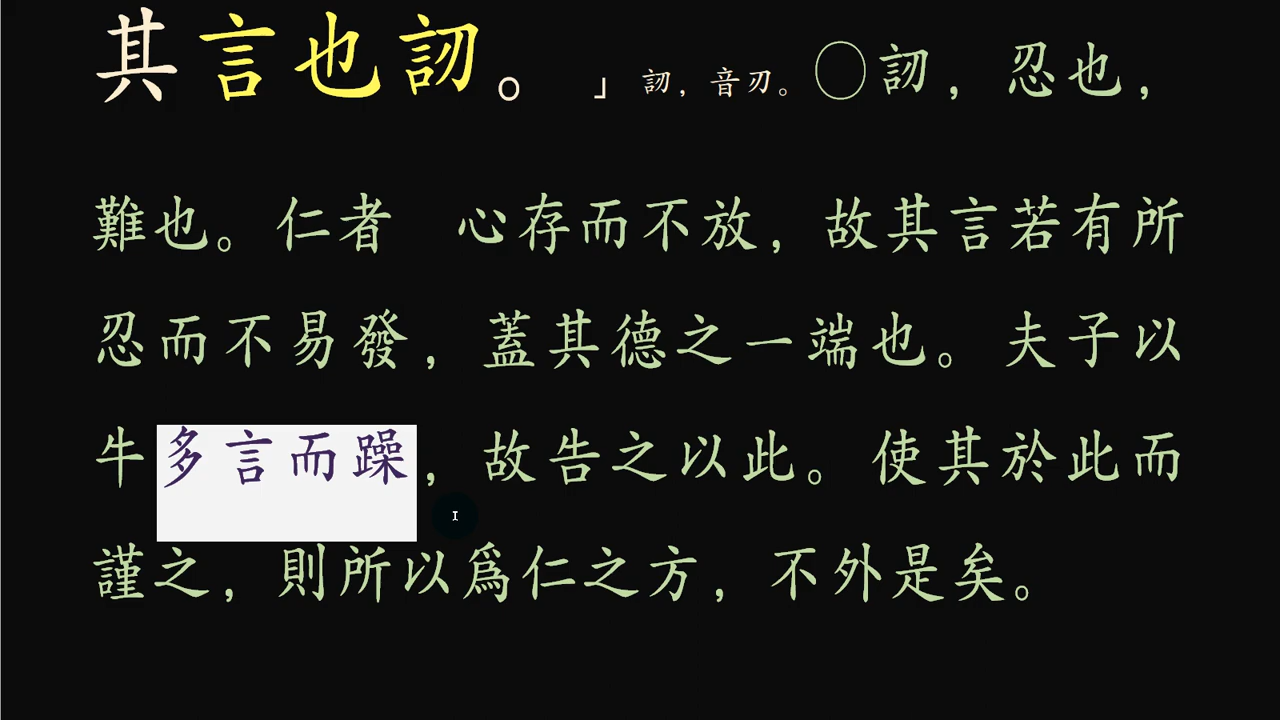 其言也訒。 」訒，音刃。◯訒，忍也，
難也。仁者 心存而不放，故其言若有所
忍而不易發，蓋其德之一端也。夫子以
牛多言而躁，故告之以此。使其於此而
謹之，則所以爲仁之方，不外是矣。